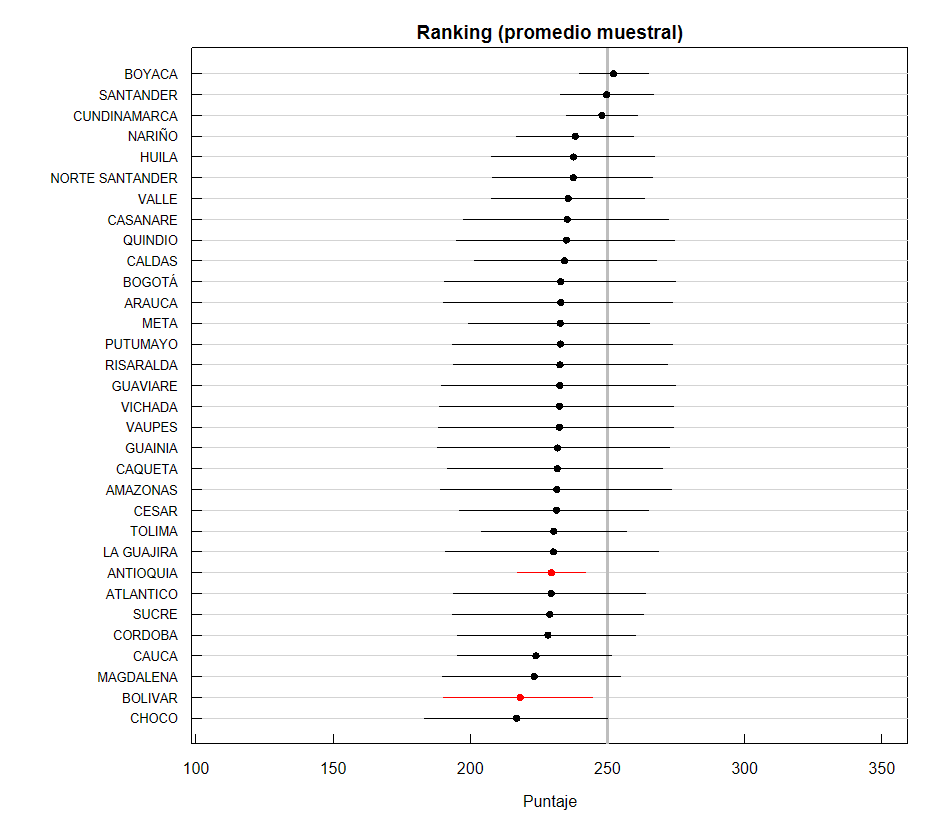 Ranking (promedio muestral)
BOYACA
SANTANDER
CUNDINAMARCA
NARIÑO
HUILA
NORTE SANTANDER
VALLE
CASANARE
QUINDIO
CALDAS
BOGOTÁ
ARAUCA
META
PUTUMAYO
RISARALDA
GUAVIARE
VICHADA
VAUPES
GUAINIA
CAQUETA
AMAZONAS
CESAR
TOLIMA
LA GUAJIRA
ANTIOQUIA
ATLANTICO
SUCRE
CORDOBA
CAUCA
MAGDALENA
BOLIVAR
CHOCO
100 150 200 250 300 350
Puntaje